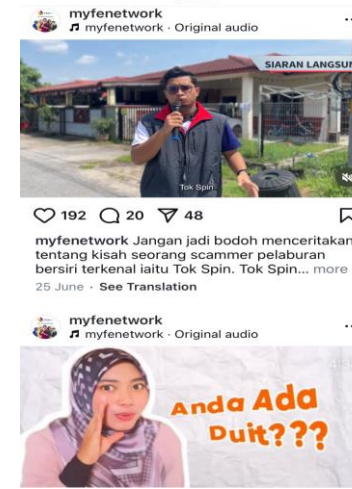 myfenetwork
myfenetwork · Original audio
SIARAN LANGSUN
Tok Spin
192 20 48
myfenetwork Jangan jadi bodoh menceritakan
tentang kisah seorang scammer pelaburan
bersiri terkenal iaitu Tok Spin. Tok Spin... more
25 June · See Translation
myfenetwork
myfenetwork · Original audio
Anda Ada
Duit???